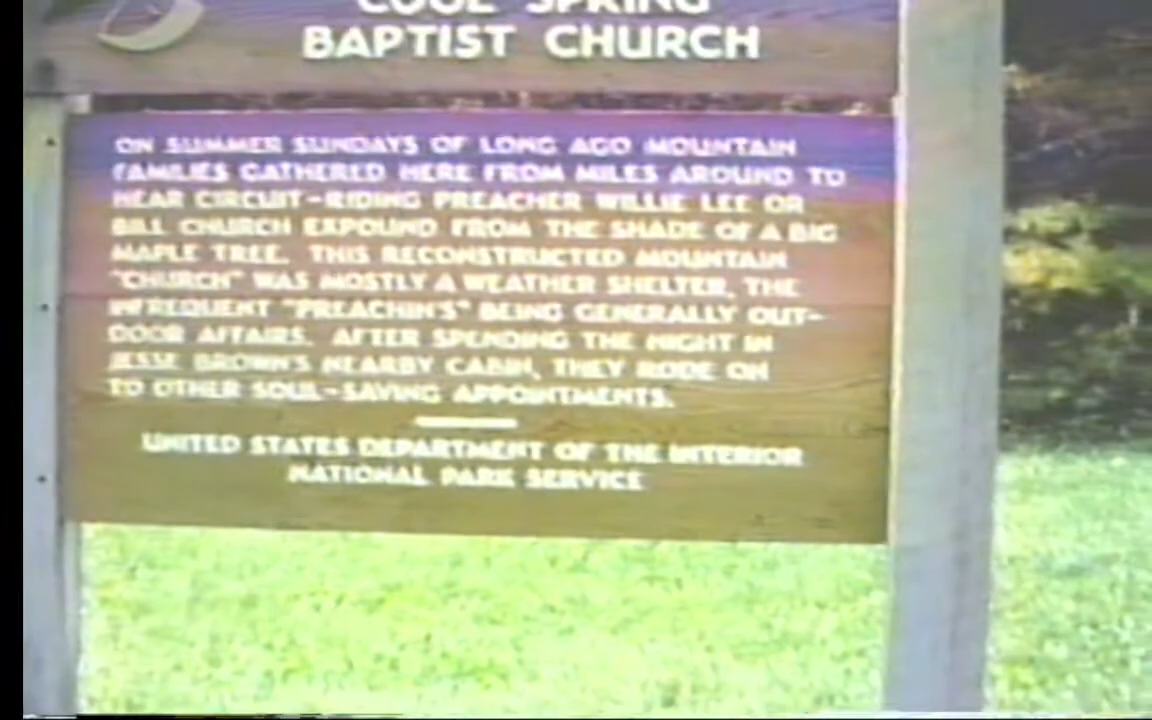 COOL SPRING
BAPTIST CHURCH
ON SUMMER SUNDAYS OF LONG AGO MOUNTAIN
FAMILIES GATHERED HERE FROM MILES AROUND TO
HEAR CIRCUIT-RIDING PREACHER WILLIE LEE OR
BILL CHURCH EXPOUND FROM THE SHADE OF A BIG
MAPLE TREE. THIS RECONSTRUCTED MOUNTAIN
"CHURCH" WAS MOSTLY A WEATHER SHELTER, THE
INFREQUENT "PREACHIN'S" BEING GENERALLY OUT-
DOOR AFFAIRS. AFTER SPENDING THE NIGHT IN
JESSE BROWN'S NEARBY CABIN, THEY RODE ON
TO OTHER SOUL-SAVING APPOINTMENTS.
UNITED STATES DEPARTMENT OF THE INTERIOR
NATIONAL PARK SERVICE